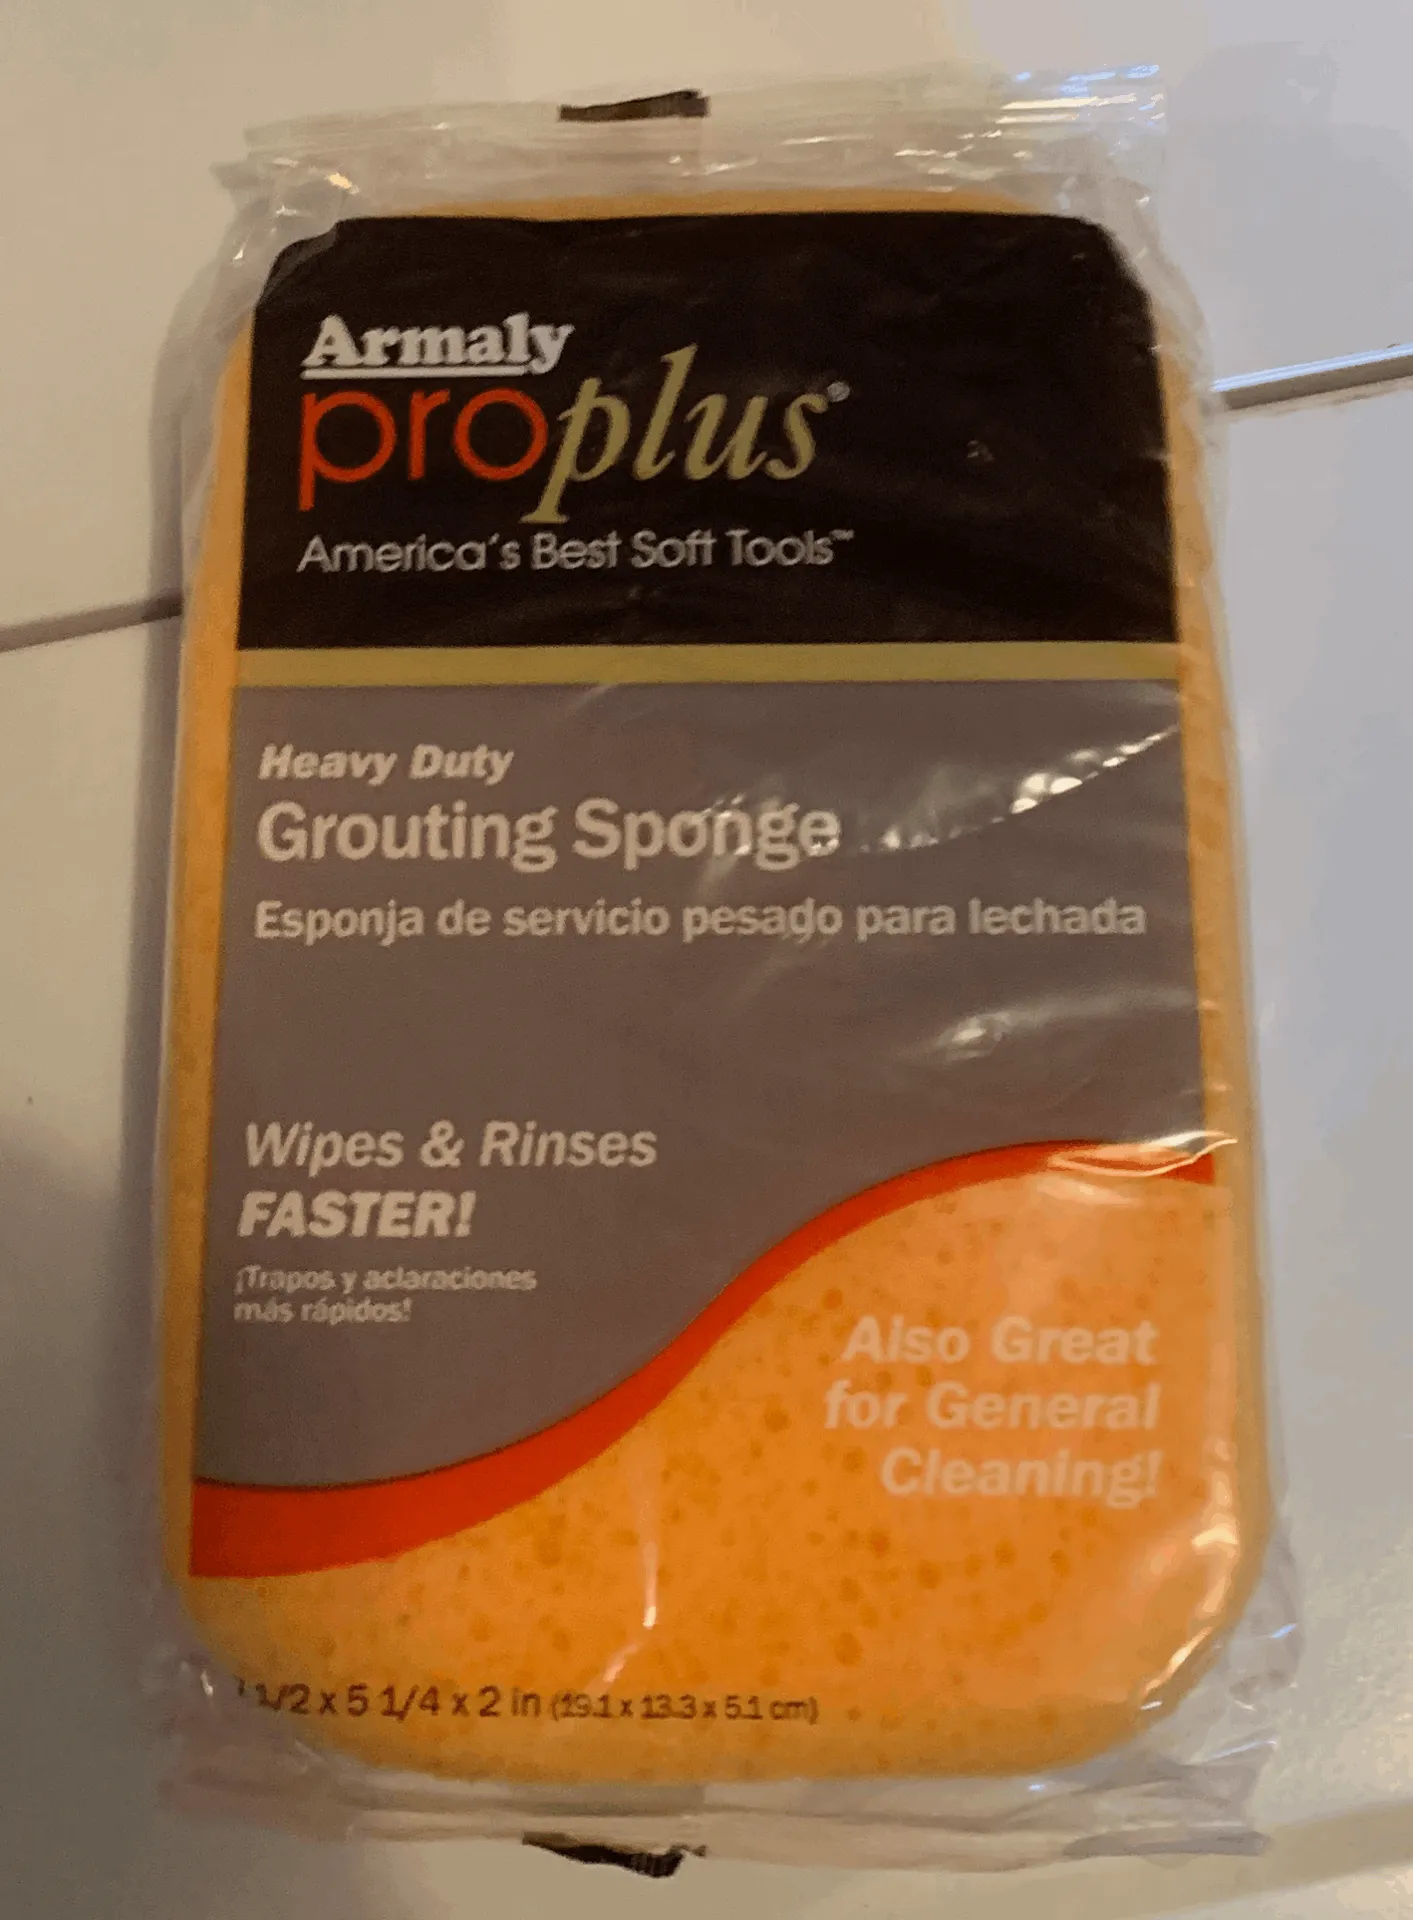 Armaly
proplus®
America's Best Soft Tools™
Heavy Duty
Grouting Sponge
Esponja de servicio pesado para lechada
Wipes & Rinses
FASTER!
¡Trapos y aclaraciones
más rápidos!
Also Great
for General
Cleaning!
1/2 x 5 1/4 x 2 in (19.1 x 13.3 x 5.1 cm)